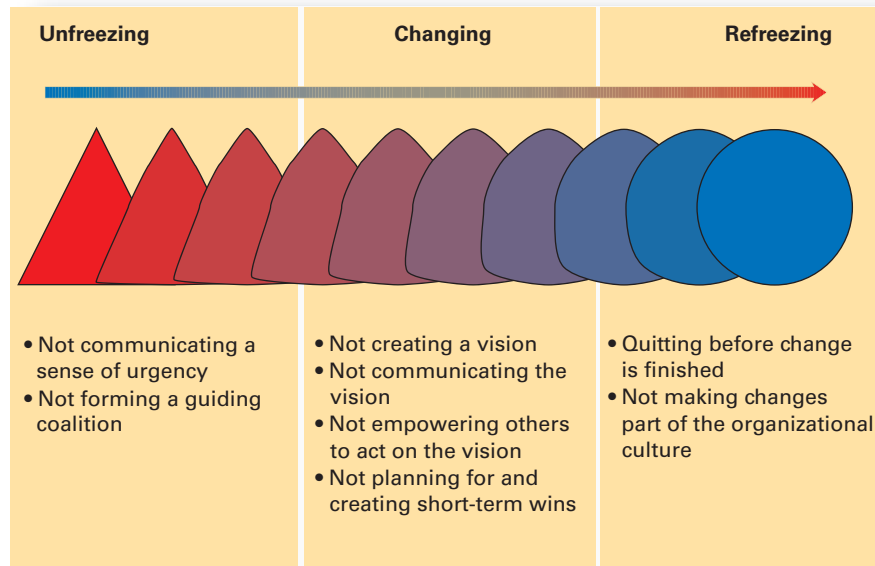 Unfreezing
Changing
Refreezing
• Not communicating a
sense of urgency
• Not forming a guiding
coalition
• Not creating a vision
• Not communicating the
vision
• Not empowering others
to act on the vision
• Not planning for and
creating short-term wins
• Quitting before change
is finished
• Not making changes
part of the organizational
culture